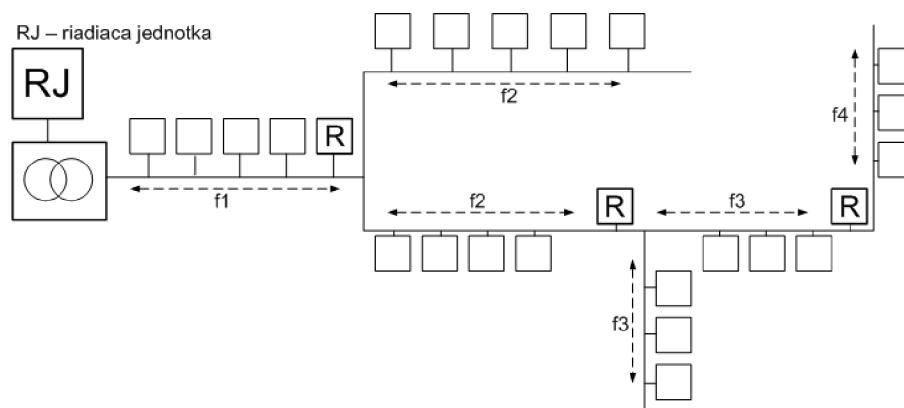 RJ – riadiaca jednotka
RJ
R
f1
f2
f2
R
f3
R
f4
f3